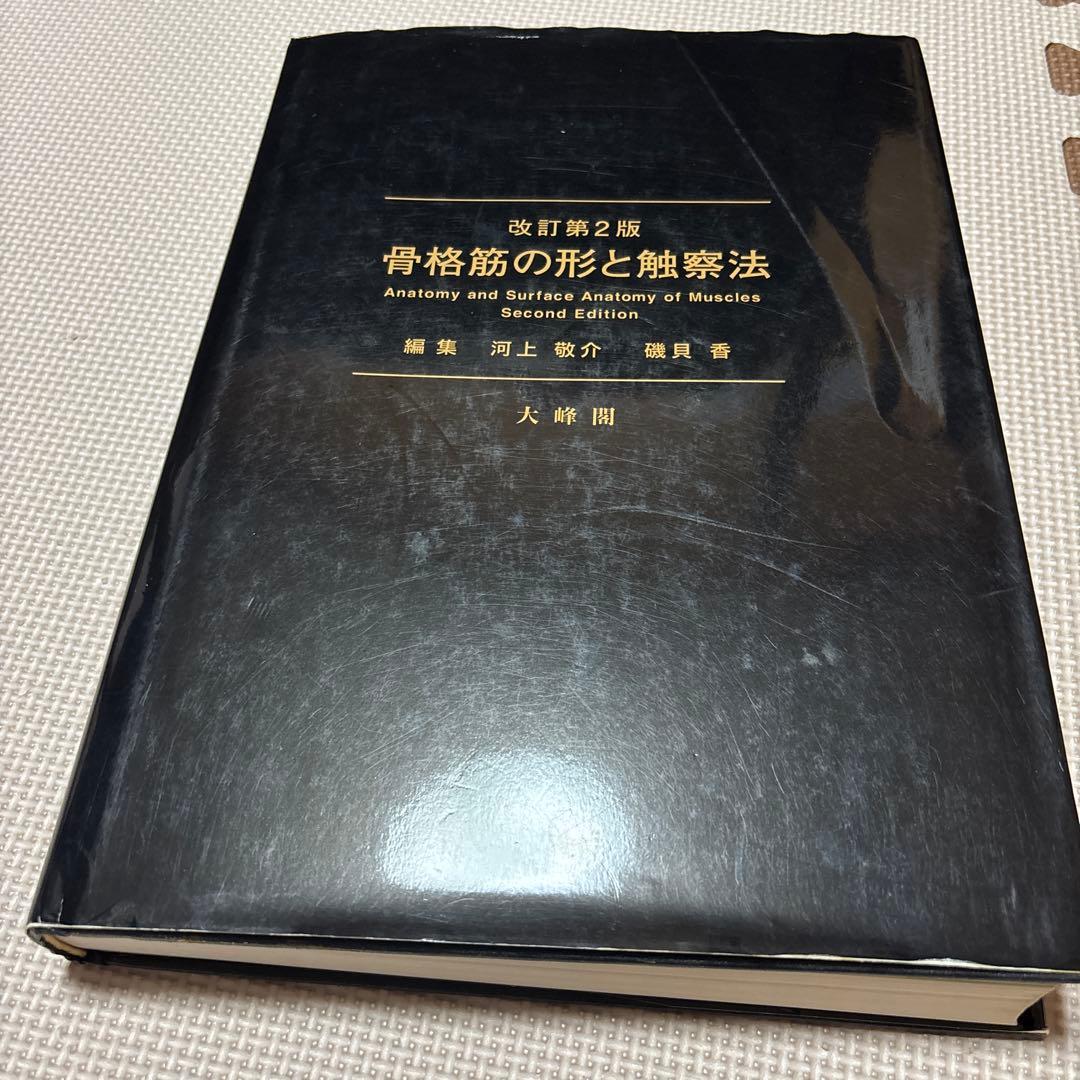 改訂第2版
骨格筋の形と触察法
Anatomy and Surface Anatomy of Muscles
Second Edition
編集 河上 敬介 磯貝 香
大峰閣